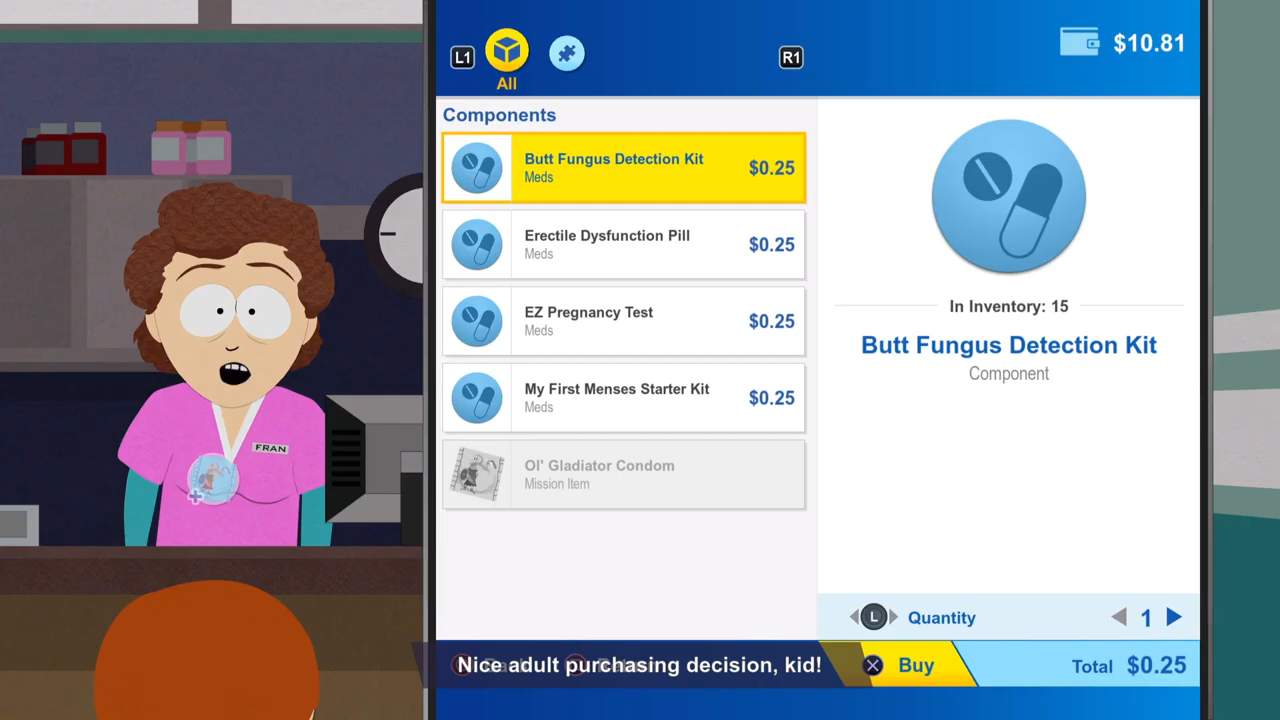 L1
All
R1
$10.81
Components
Butt Fungus Detection Kit
Meds
$0.25
Erectile Dysfunction Pill
Meds
$0.25
EZ Pregnancy Test
Meds
$0.25
My First Menses Starter Kit
Meds
$0.25
Ol' Gladiator Condom
Mission Item
In Inventory: 15
Butt Fungus Detection Kit
Component
FRAN
L Quantity 1
Nice adult purchasing decision, kid!
Buy
Total $0.25